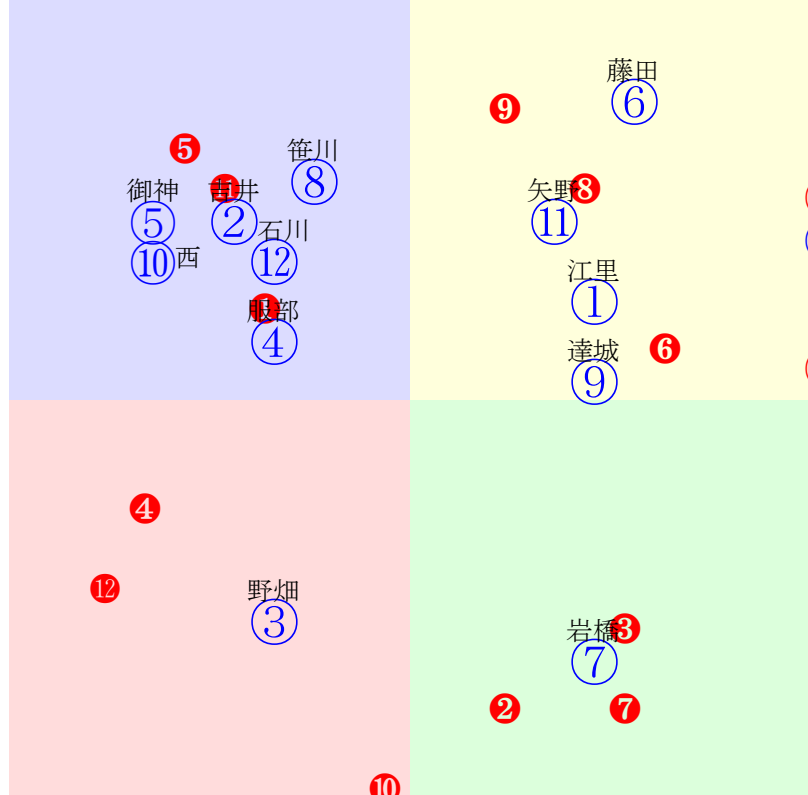 藤田
⑥
❾
❺
笹川
⑧
御神
⑤
吉井
②
矢野
❽
⑪
石川
⑫
⑩西
江里
①
服部
④
達城
⑨
❻
❹
⓬
野畑
③
岩橋
❸
⑦
❷
❼
❿